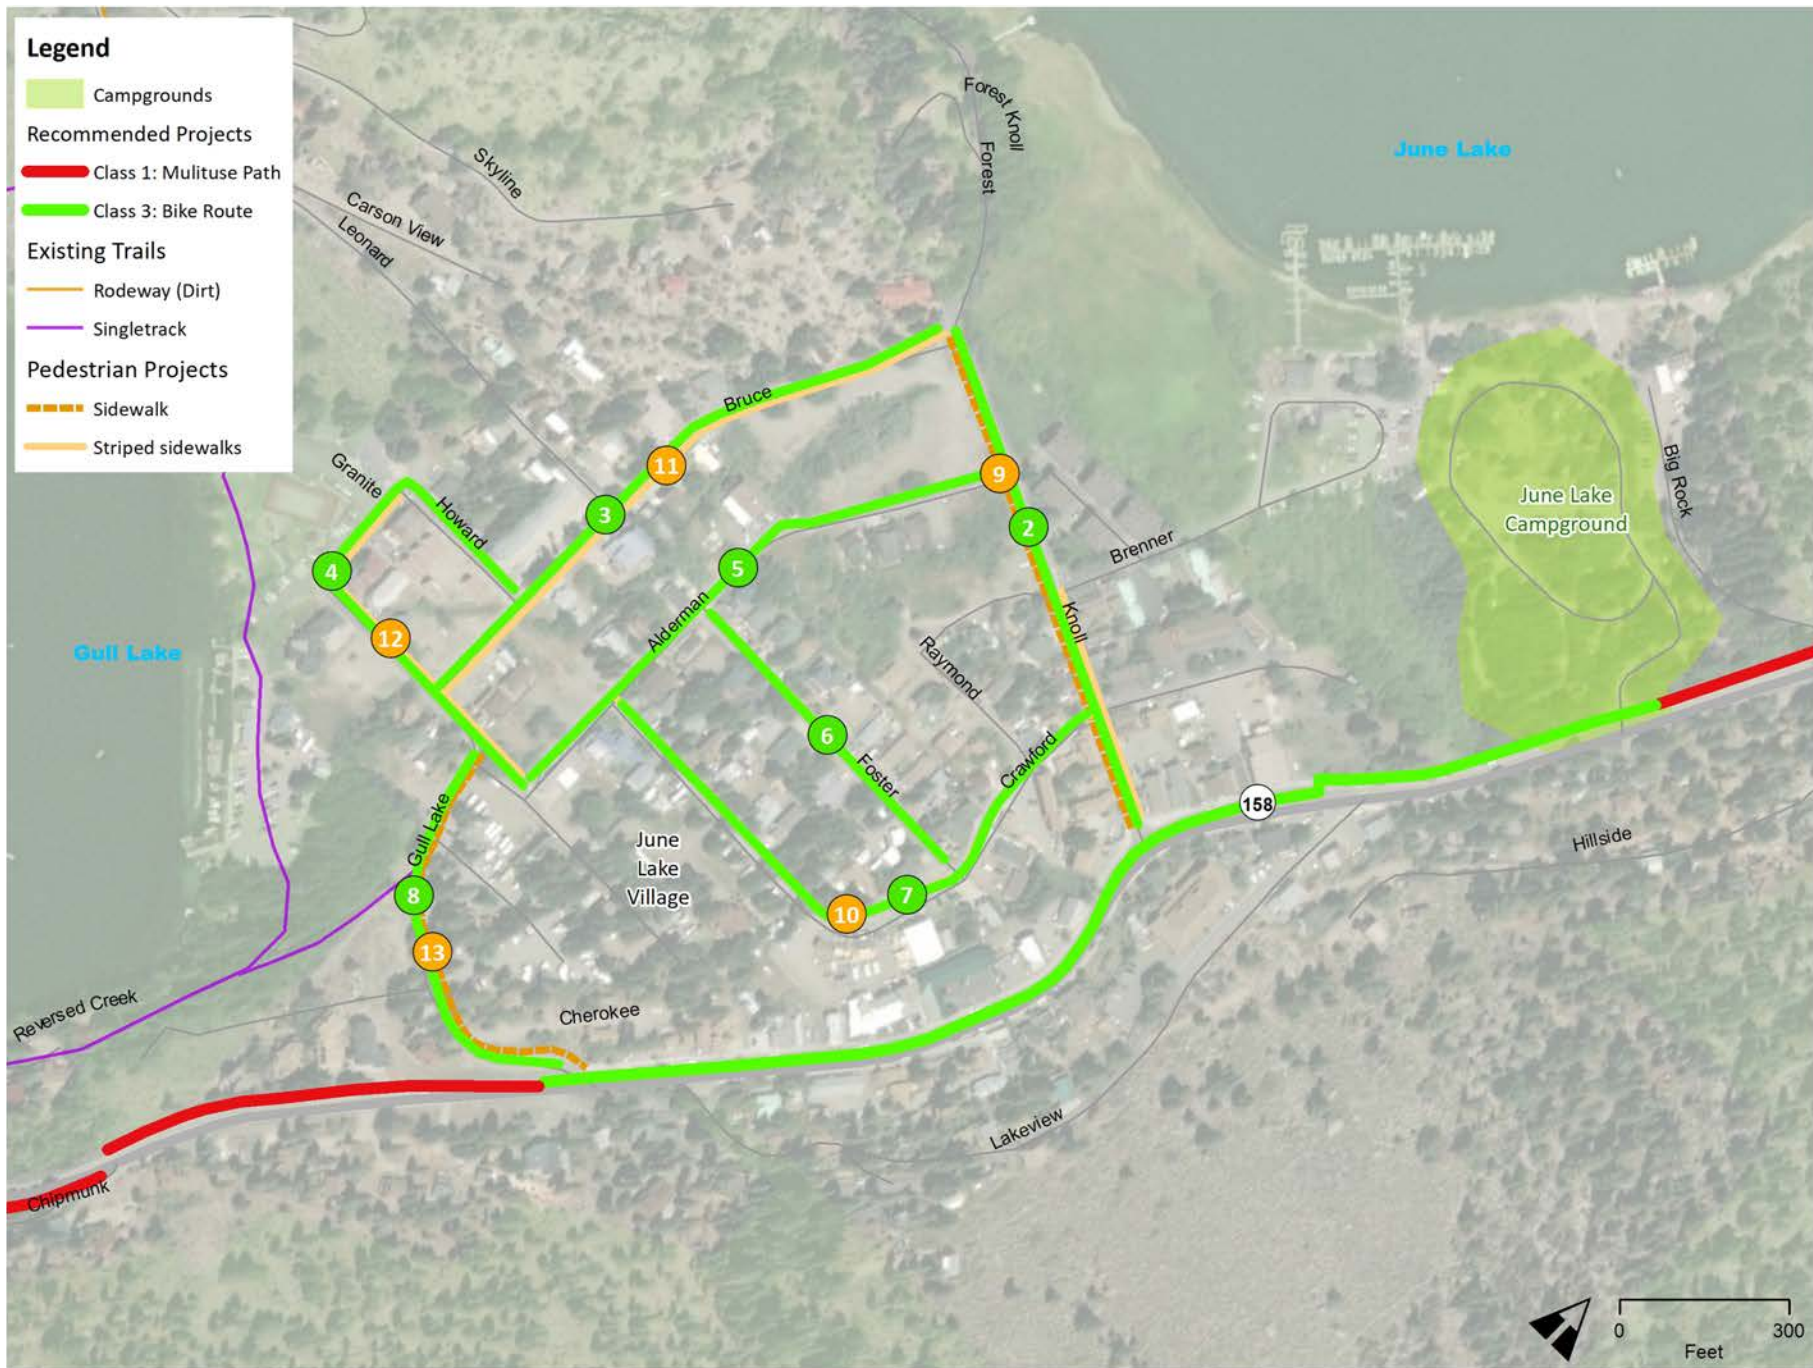 Legend
Campgrounds
Recommended Projects
Class 1: Mulituse Path
Class 3: Bike Route
Existing Trails
Rodeway (Dirt)
Singletrack
Pedestrian Projects
Sidewalk
Striped sidewalks
Forest Knoll
Forest
June Lake
Skyline
Carson View
Leonard
Bruce
Granite
Howard
11
9
3
2
4
5
12
Big Rock
June Lake
Campground
Brenner
Knoll
Alderman
Gull Lake
Raymond
6
Foster
Crawford
158
Hillside
Gull Lake
June
Lake
Village
8
7
10
13
Reversed Creek
Cherokee
Lakeview
Chipmunk
0 300
Feet